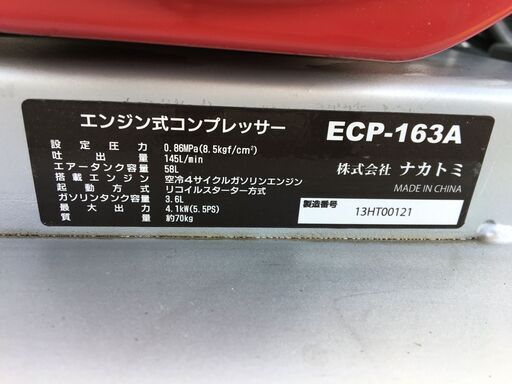 エンジン式コンプレッサー
設定圧力 0.86MPa(8.5kgf/cm²)
吐出量 145L/min
エアータンク容量 58L
搭載エンジン 空冷4サイクルガソリンエンジン
起動方式 リコイルスターター方式
ガソリンタンク容量 3.6L
最大出力 4.1kW(5.5PS)
質量 約70kg
ECP-163A
株式会社 ナカトミ
MADE IN CHINA
製造番号 13HT00121